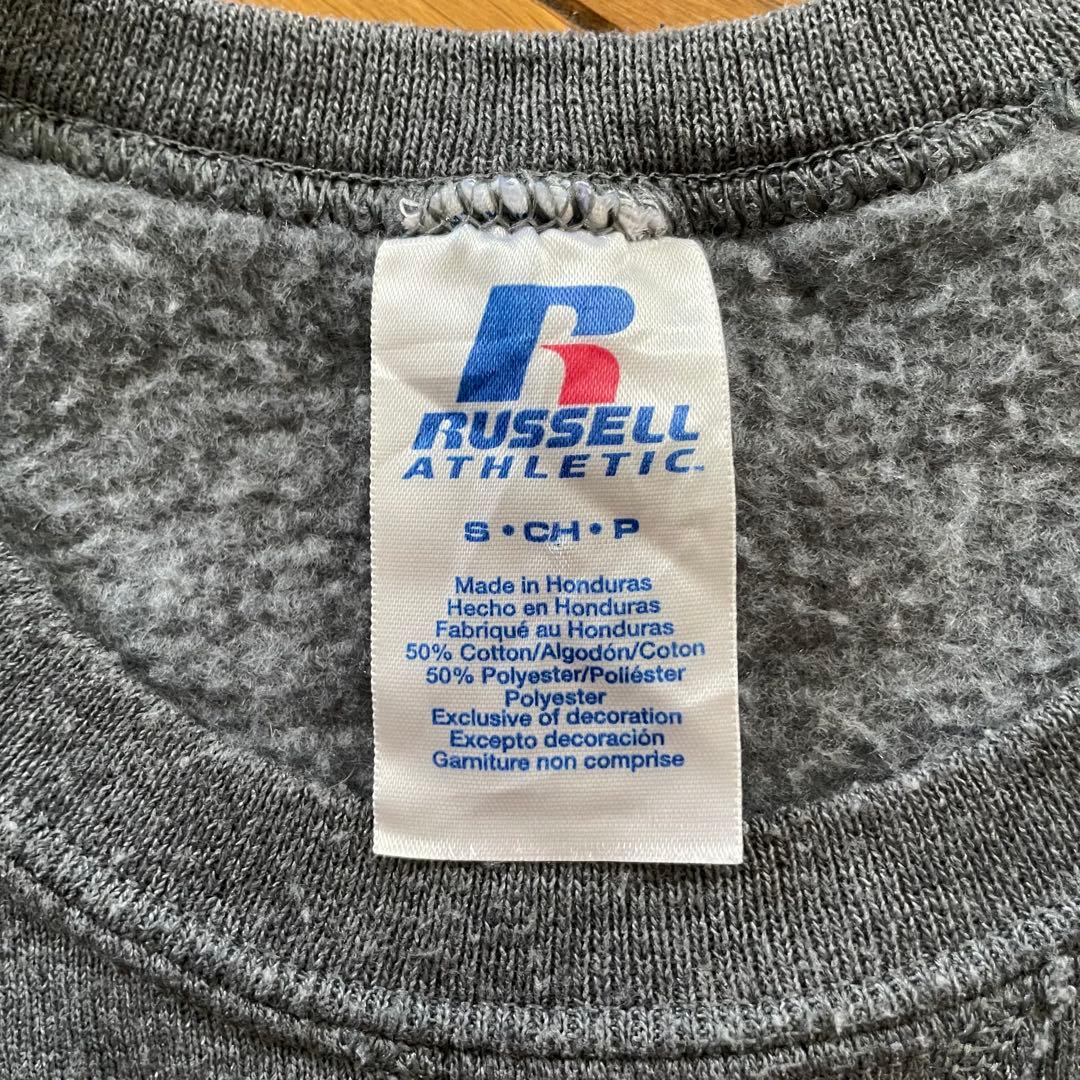 R
RUSSELL
ATHLETIC™
S • CH • P
Made in Honduras
Hecho en Honduras
Fabriqué au Honduras
50% Cotton/Algodón/Coton
50% Polyester/Poliéster
Polyester
Exclusive of decoration
Excepto decoración
Garniture non comprise